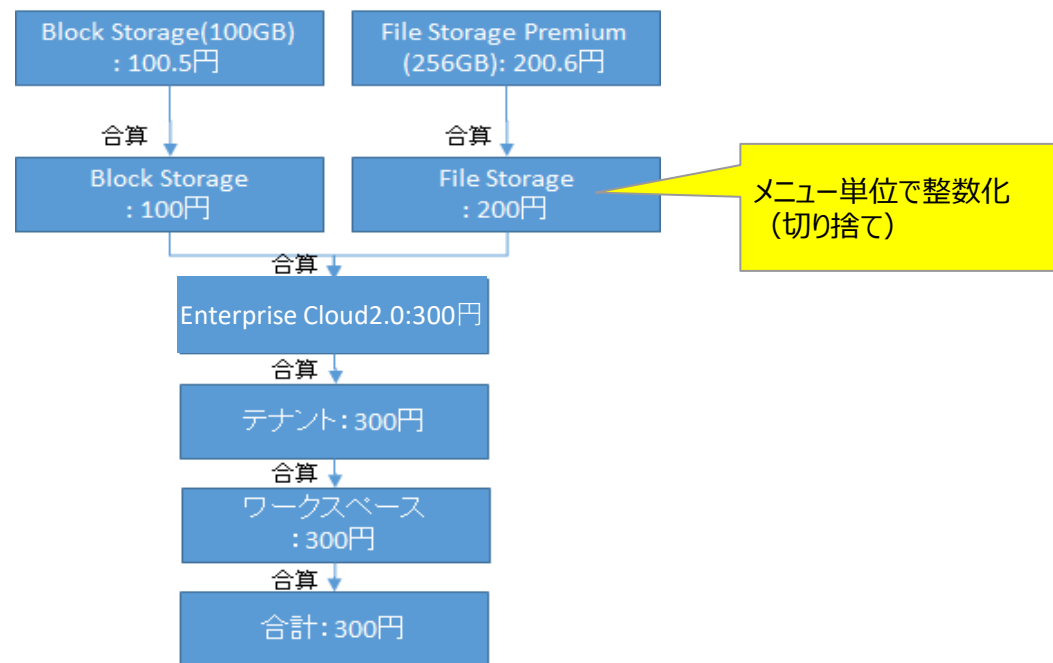 Block Storage(100GB)
: 100.5円
File Storage Premium
(256GB): 200.6円
合算
合算
Block Storage
: 100円
File Storage
: 200円
メニュー単位で整数化
（切り捨て）
合算
Enterprise Cloud2.0:300円
合算
テナント: 300円
合算
ワークスペース
: 300円
合算
合計: 300円